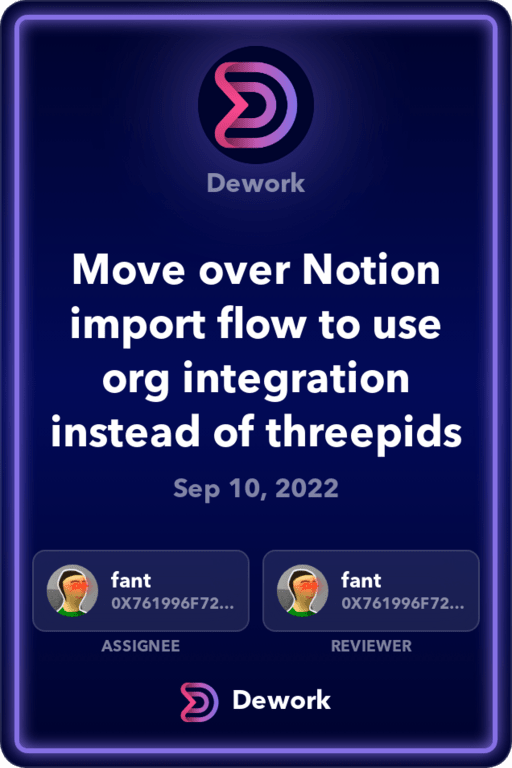 Dework
Move over Notion
import flow to use
org integration
instead of threepids
Sep 10, 2022
fant
0X761996F72...
ASSIGNEE
fant
0X761996F72...
REVIEWER
Dework